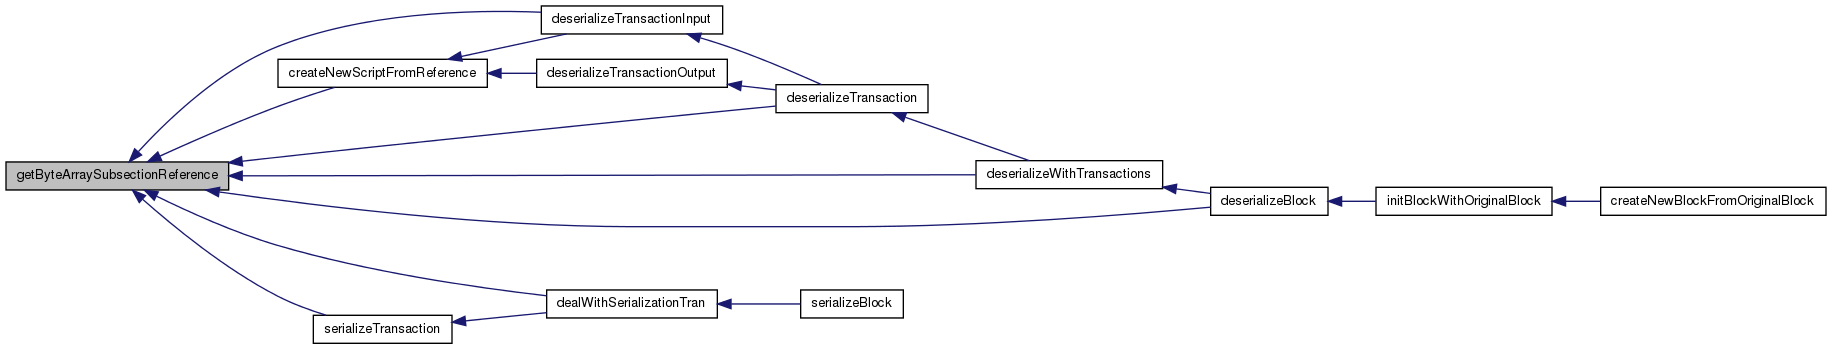 deserializeTransactionInput
createNewScriptFromReference
deserializeTransactionOutput
deserializeTransaction
getByteArraySubsectionReference
deserializeWithTransactions
deserializeBlock
initBlockWithOriginalBlock
createNewBlockFromOriginalBlock
dealWithSerializationTran
serializeBlock
serializeTransaction